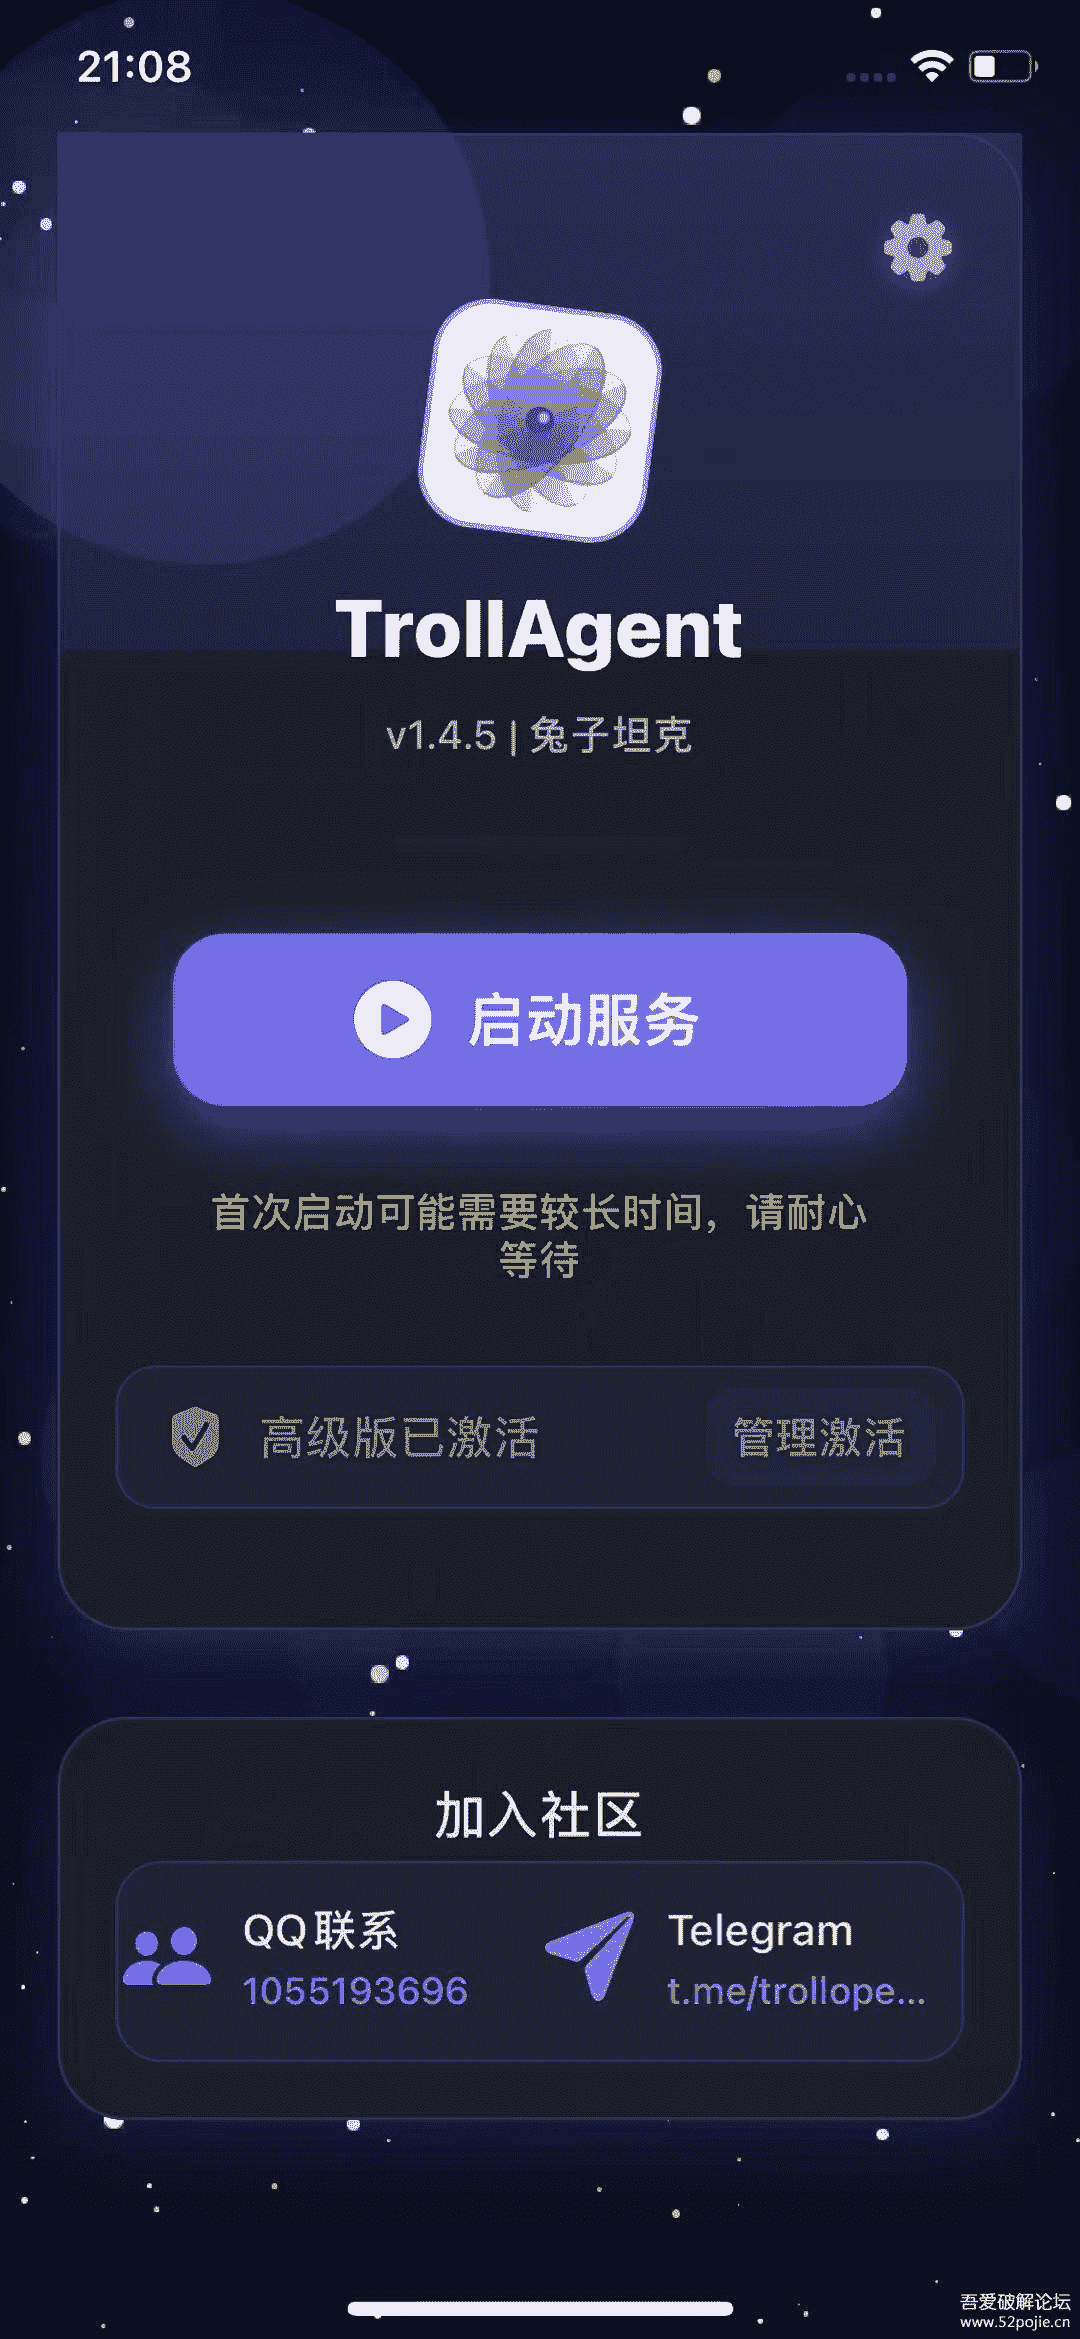 21:08
TrollAgent
v1.4.5 | 兔子坦克
启动服务
首次启动可能需要较长时间，请耐心
等待
高级版已激活
管理激活
加入社区
QQ联系
1055193696
Telegram
t.me/trollope...
吾爱破解论坛
www.52pojie.cn